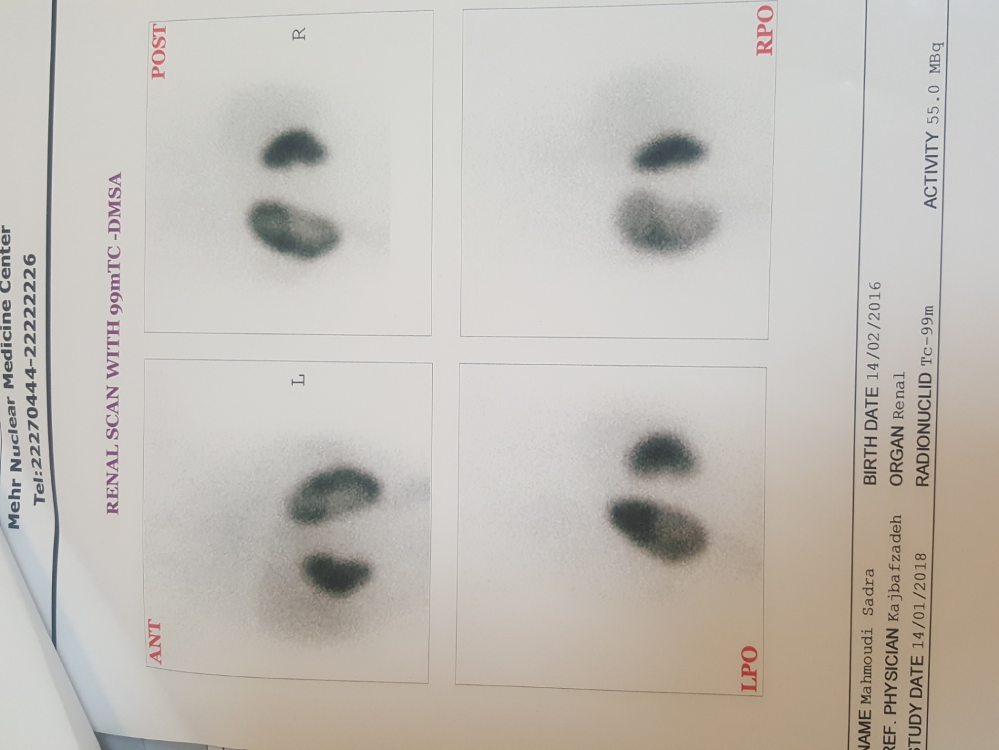 Mehr Nuclear Medicine Center
Tel:22270444-22222226
RENAL SCAN WITH 99mTC -DMSA
ANT
L
POST
R
LPO
RPO
NAME Mahmoudi Sadra
BIRTH DATE 14/02/2016
REF. PHYSICIAN Kajbafzadeh
ORGAN Renal
STUDY DATE 14/01/2018
RADIONUCLID Tc-99m
ACTIVITY 55.0 MBq